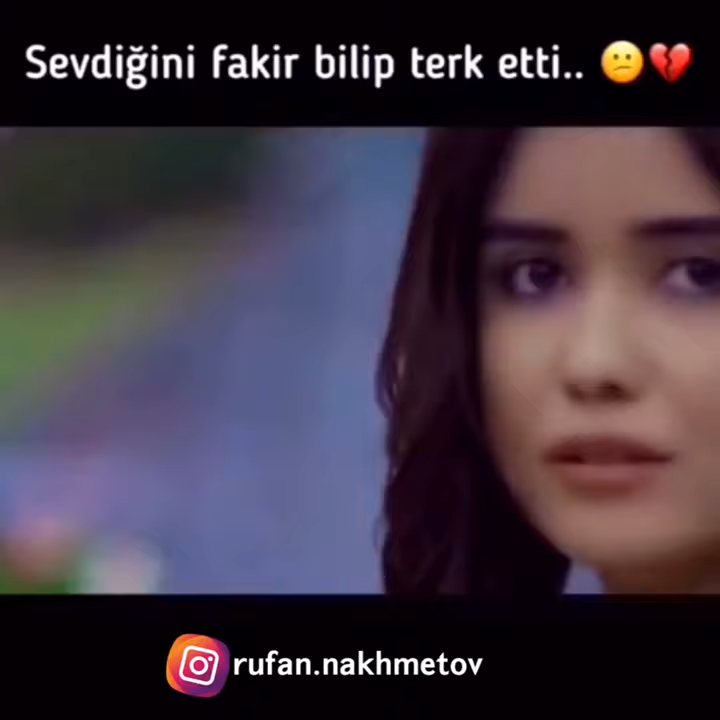 Sevdiğini fakir bilip terk etti.. 😕💔
rufan.nakhmetov